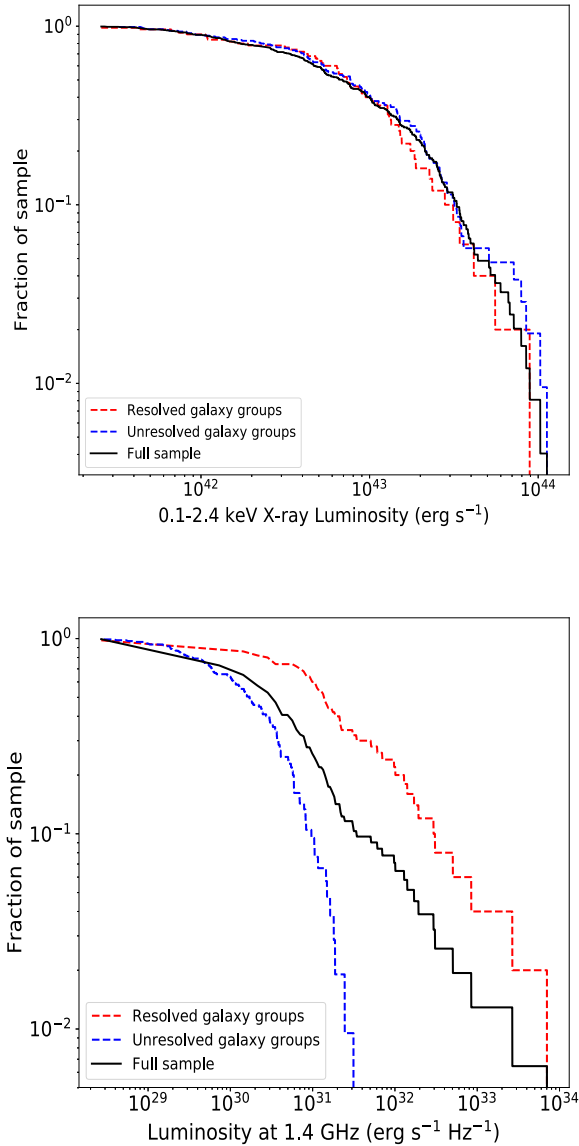 10⁰
10⁻¹
10⁻²
Fraction of sample
Resolved galaxy groups
Unresolved galaxy groups
Full sample
10⁴² 10⁴³ 10⁴⁴
0.1-2.4 keV X-ray Luminosity (erg s⁻¹)
10⁰
10⁻¹
10⁻²
Fraction of sample
Resolved galaxy groups
Unresolved galaxy groups
Full sample
10²⁹ 10³⁰ 10³¹ 10³² 10³³ 10³⁴
Luminosity at 1.4 GHz (erg s⁻¹ Hz⁻¹)